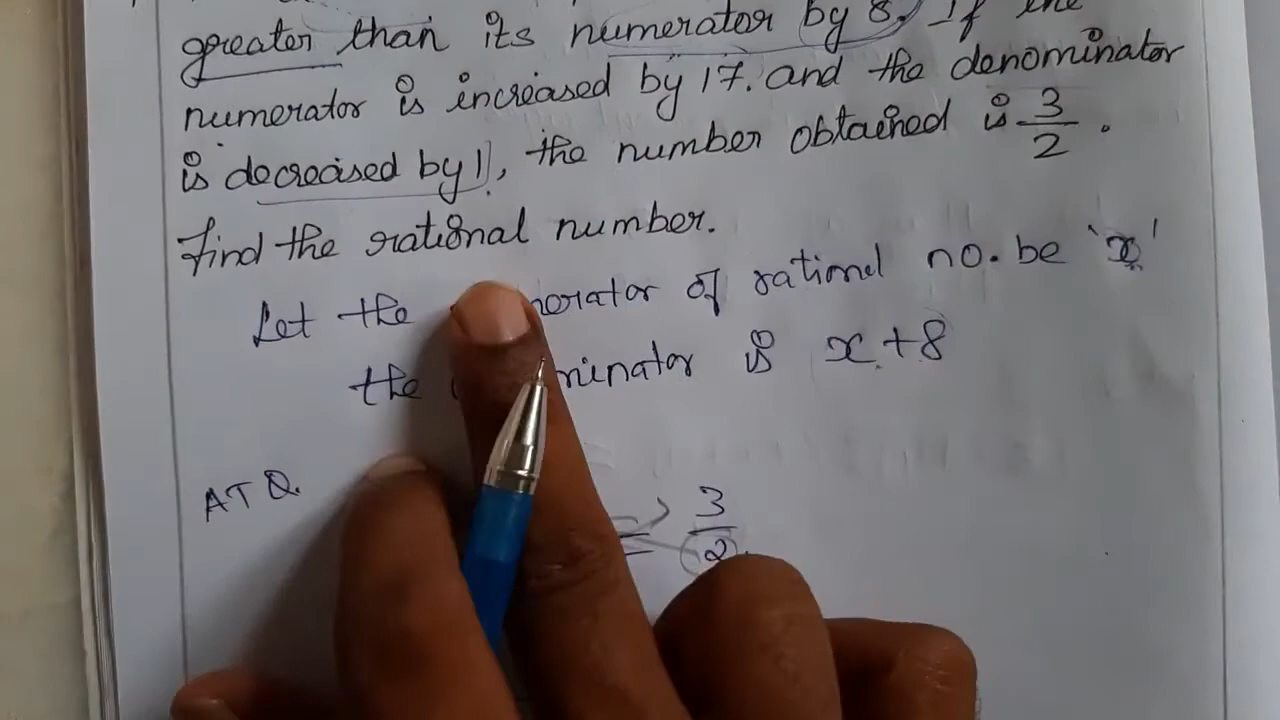 greater than its numerator by 8. If the
numerator is increased by 17. and the denominator
is decreased by 1, the number obtained is 3/2.
find the rational number.
Let the of rational no. be 'x'
the is x+8
ATQ.
= 3/2